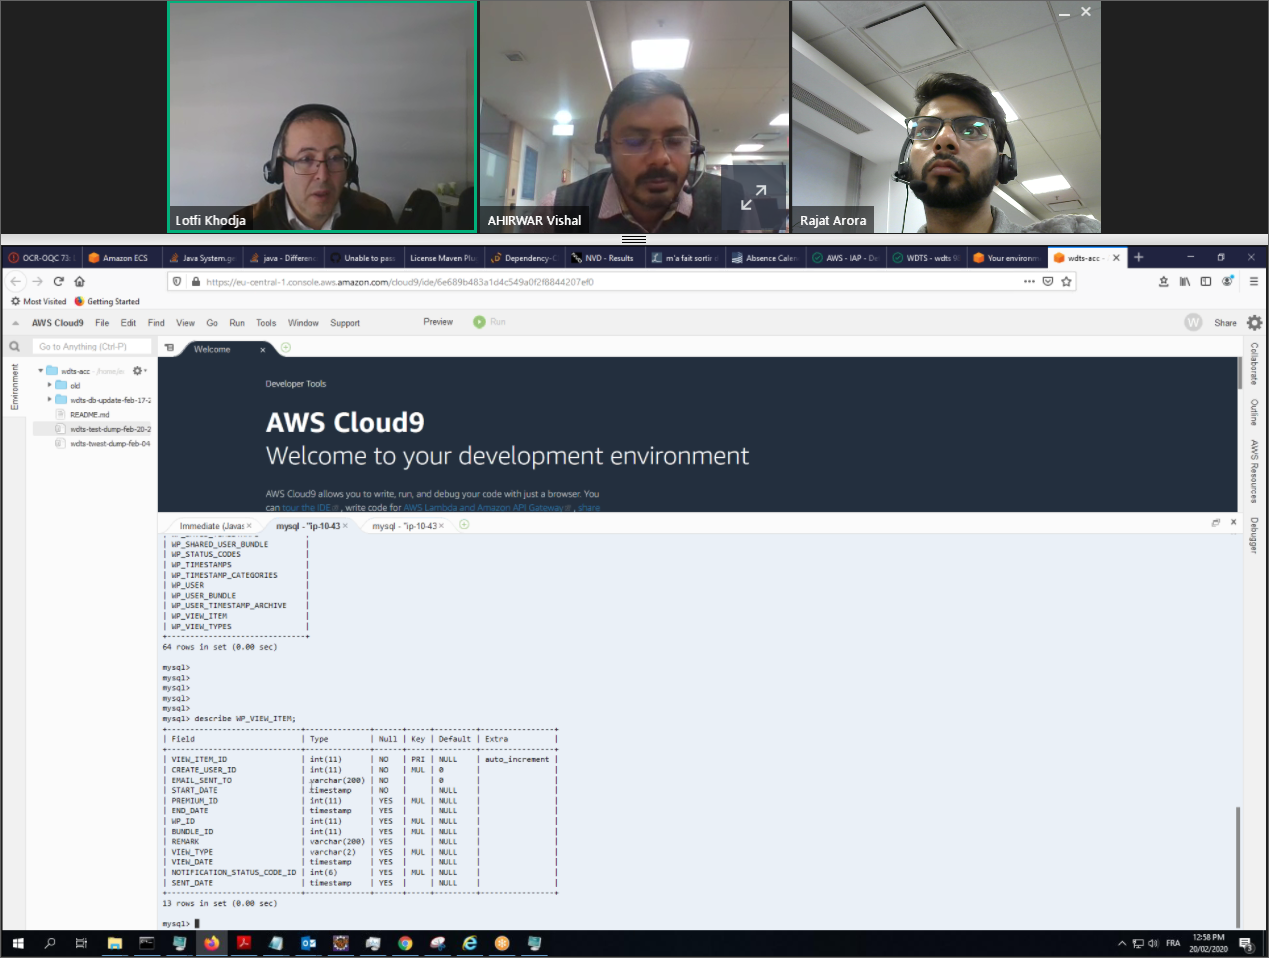 Lotfi Khodja
AHIRWAR Vishal
Rajat Arora
OCR-OQC 73
Amazon ECS
Java System.ge
java - Differen
Unable to pass
License Maven Plu
Dependency-C
NVD - Results
m'a fait sortir
Absence Calen
AWS - IAP - De
WDTS - wdts
Your environm
wdts-acc -
https://eu-central-1.console.aws.amazon.com/cloud9/ide/6e689b483a1d4c549a0f2f8844207ef0
Most Visited Getting Started
AWS Cloud9 File Edit Find View Go Run Tools Window Support Preview Run W Share
Go to Anything (Ctrl-P)
Welcome
Environment
wdts-acc
old
wdts-db-update-feb-17-2
README.md
wdts-test-dump-feb-20-2
wdts-twest-dump-feb-04
Collaborate
Outline
AWS Resources
Debugger
Developer Tools
AWS Cloud9
Welcome to your development environment
AWS Cloud9 allows you to write, run, and debug your code with just a browser. You
can tour the IDE, write code for AWS Lambda and Amazon API Gateway, share
Immediate (Javas mysql - "ip-10-43 mysql - "ip-10-43
| WP_SHARED_USER_BUNDLE |
| WP_STATUS_CODES |
| WP_TIMESTAMPS |
| WP_TIMESTAMP_CATEGORIES |
| WP_USER |
| WP_USER_BUNDLE |
| WP_USER_TIMESTAMP_ARCHIVE |
| WP_VIEW_ITEM |
| WP_VIEW_TYPES |
64 rows in set (0.00 sec)
mysql>
mysql>
mysql>
mysql>
mysql>
mysql> describe WP_VIEW_ITEM;
| Field | Type | Null | Key | Default | Extra |
| VIEW_ITEM_ID | int(11) | NO | PRI | NULL | auto_increment |
| CREATE_USER_ID | int(11) | NO | MUL | 0 | |
| EMAIL_SENT_TO | varchar(200) | NO | | 0 | |
| START_DATE | timestamp | NO | | NULL | |
| PREMIUM_ID | int(11) | YES | MUL | NULL | |
| END_DATE | timestamp | YES | | NULL | |
| WP_ID | int(11) | YES | MUL | NULL | |
| BUNDLE_ID | int(11) | YES | MUL | NULL | |
| REMARK | varchar(200) | YES | | NULL | |
| VIEW_TYPE | varchar(2) | YES | MUL | NULL | |
| VIEW_DATE | timestamp | YES | | NULL | |
| NOTIFICATION_STATUS_CODE_ID | int(6) | YES | MUL | NULL | |
| SENT_DATE | timestamp | YES | | NULL | |
13 rows in set (0.00 sec)
mysql>
FRA
12:58 PM
20/02/2020
3